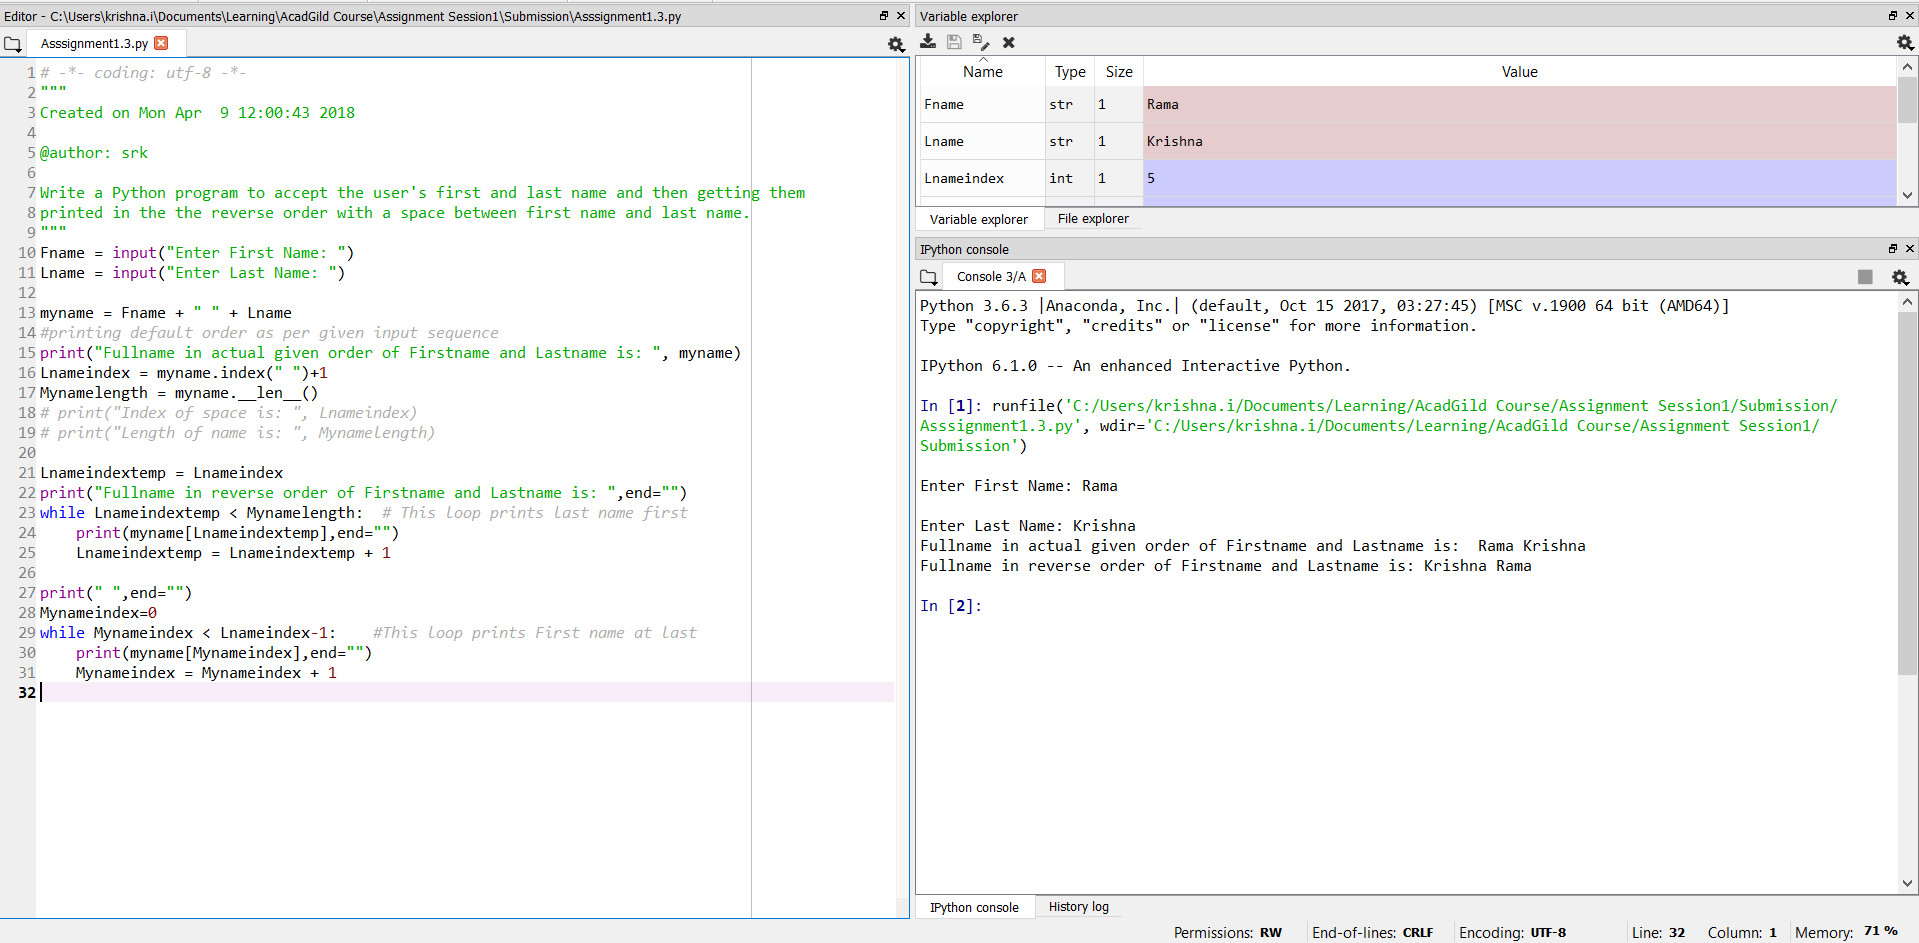 Editor - C:\Users\krishna.i\Documents\Learning\AcadGild Course\Assignment Session1\Submission\Asssignment1.3.py
Asssignment1.3.py
1 # -*- coding: utf-8 -*-
2 """
3 Created on Mon Apr  9 12:00:43 2018
4
5 @author: srk
6
7 Write a Python program to accept the user's first and last name and then getting them
8 printed in the the reverse order with a space between first name and last name.
9 """
10 Fname = input("Enter First Name: ")
11 Lname = input("Enter Last Name: ")
12
13 myname = Fname + " " + Lname
14 #printing default order as per given input sequence
15 print("Fullname in actual given order of Firstname and Lastname is: ", myname)
16 Lnameindex = myname.index(" ")+1
17 Mynamelength = myname.__len__()
18 # print("Index of space is: ", Lnameindex)
19 # print("Length of name is: ", Mynamelength)
20
21 Lnameindextemp = Lnameindex
22 print("Fullname in reverse order of Firstname and Lastname is: ",end="")
23 while Lnameindextemp < Mynamelength:  # This loop prints last name first
24     print(myname[Lnameindextemp],end="")
25     Lnameindextemp = Lnameindextemp + 1
26
27 print(" ",end="")
28 Mynameindex=0
29 while Mynameindex < Lnameindex-1:    #This loop prints First name at last
30     print(myname[Mynameindex],end="")
31     Mynameindex = Mynameindex + 1
32
Variable explorer
Name Type Size Value
Fname str 1 Rama
Lname str 1 Krishna
Lnameindex int 1 5
Variable explorer File explorer
IPython console
Console 3/A
Python 3.6.3 |Anaconda, Inc.| (default, Oct 15 2017, 03:27:45) [MSC v.1900 64 bit (AMD64)]
Type "copyright", "credits" or "license" for more information.
IPython 6.1.0 -- An enhanced Interactive Python.
In [1]: runfile('C:/Users/krishna.i/Documents/Learning/AcadGild Course/Assignment Session1/Submission/
Asssignment1.3.py', wdir='C:/Users/krishna.i/Documents/Learning/AcadGild Course/Assignment Session1/
Submission')
Enter First Name: Rama
Enter Last Name: Krishna
Fullname in actual given order of Firstname and Lastname is:  Rama Krishna
Fullname in reverse order of Firstname and Lastname is: Krishna Rama
In [2]:
IPython console History log
Permissions: RW End-of-lines: CRLF Encoding: UTF-8 Line: 32 Column: 1 Memory: 71 %